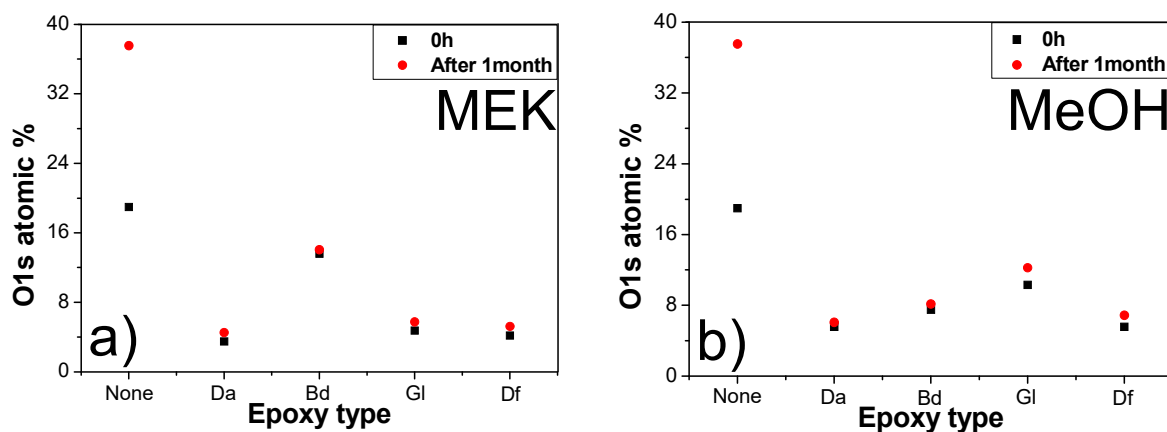 40
32
24
16
8
0
O1s atomic %
0h
After 1month
MEK
a)
None Da Bd Gl Df
Epoxy type
40
32
24
16
8
0
O1s atomic %
0h
After 1month
MeOH
b)
None Da Bd Gl Df
Epoxy type